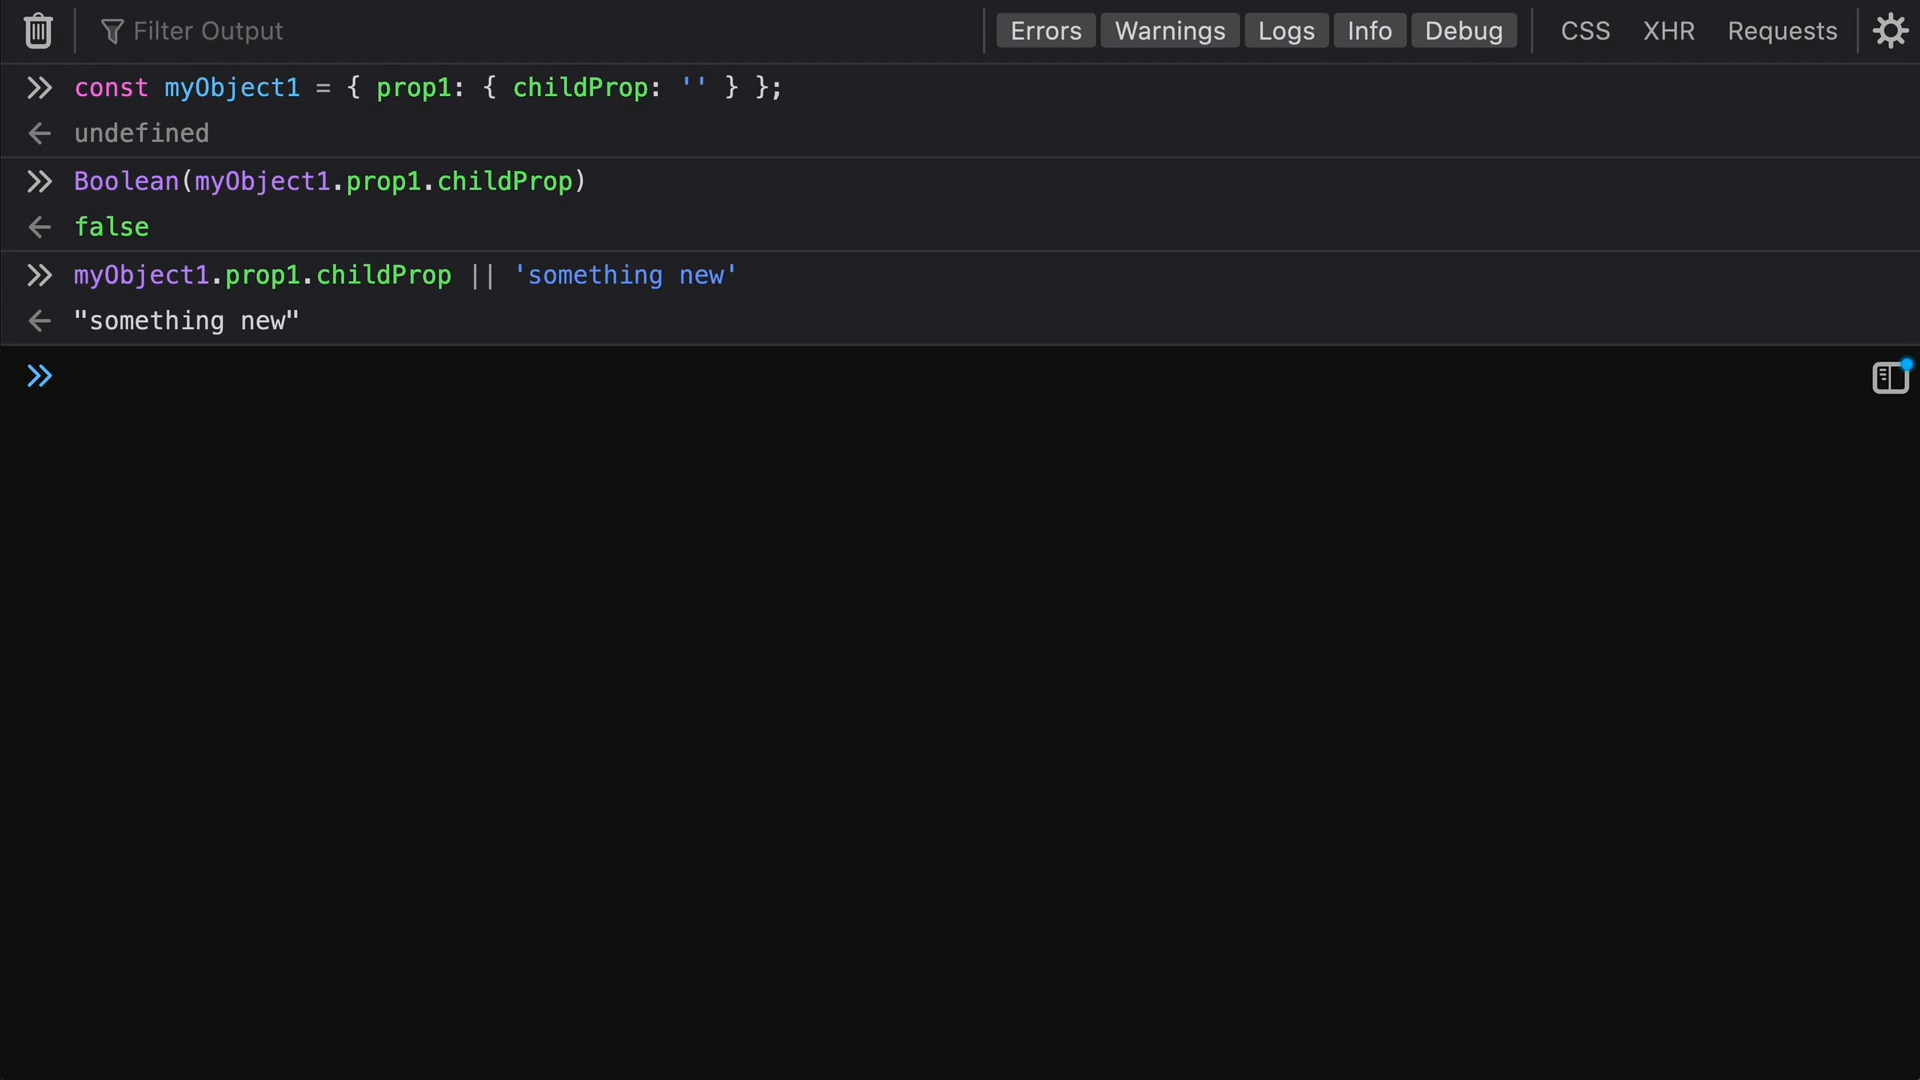 Filter Output Errors Warnings Logs Info Debug CSS XHR Requests
const myObject1 = { prop1: { childProp: '' } };
undefined
Boolean(myObject1.prop1.childProp)
false
myObject1.prop1.childProp || 'something new'
"something new"